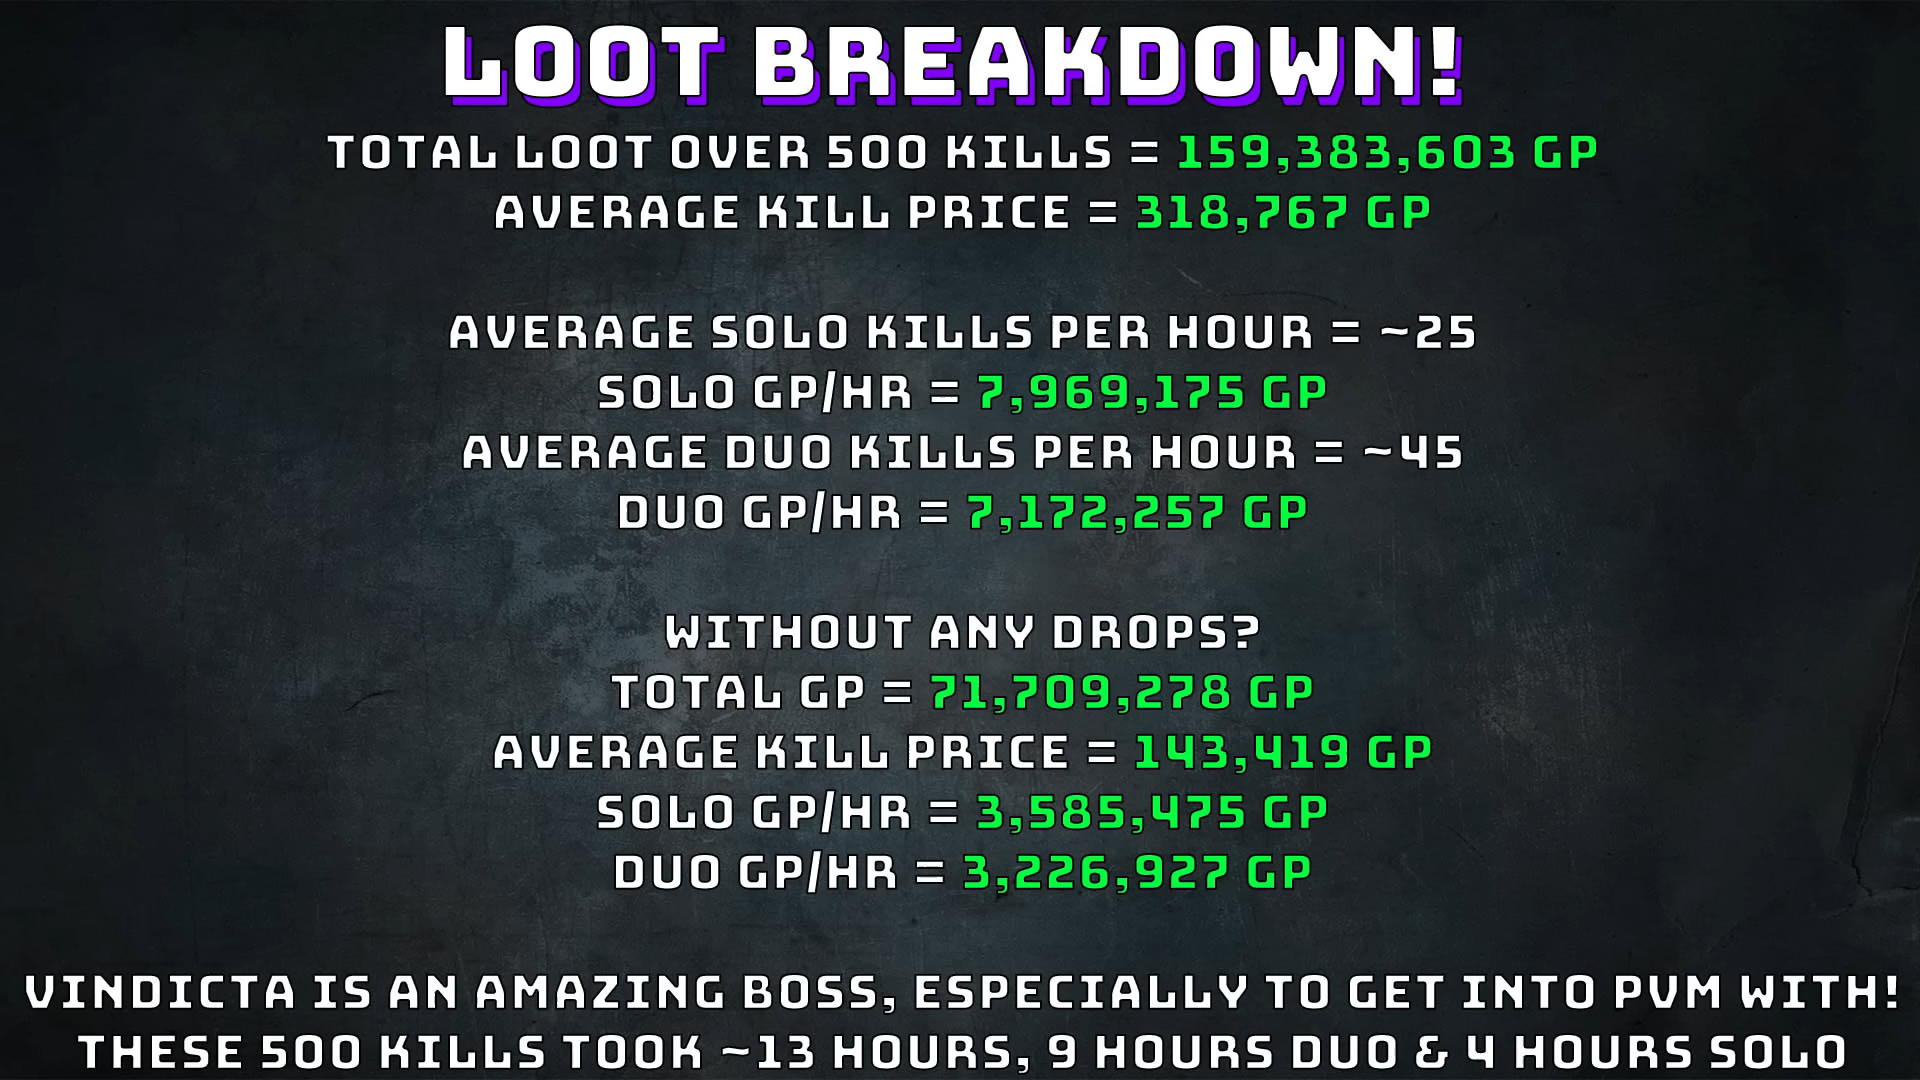 LOOT BREAKDOWN!
TOTAL LOOT OVER 500 KILLS = 159,383,603 GP
AVERAGE KILL PRICE = 318,767 GP
AVERAGE SOLO KILLS PER HOUR = ~25
SOLO GP/HR = 7,969,175 GP
AVERAGE DUO KILLS PER HOUR = ~45
DUO GP/HR = 7,172,257 GP
WITHOUT ANY DROPS?
TOTAL GP = 71,709,278 GP
AVERAGE KILL PRICE = 143,419 GP
SOLO GP/HR = 3,585,475 GP
DUO GP/HR = 3,226,927 GP
VINDICTA IS AN AMAZING BOSS, ESPECIALLY TO GET INTO PVM WITH!
THESE 500 KILLS TOOK ~13 HOURS, 9 HOURS DUO & 4 HOURS SOLO